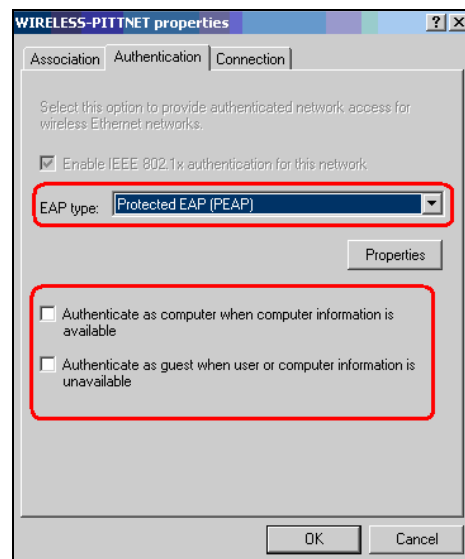 WIRELESS-PITTNET properties
Association Authentication Connection
Select this option to provide authenticated network access for
wireless Ethernet networks.
Enable IEEE 802.1x authentication for this network
EAP type: Protected EAP (PEAP)
Properties
Authenticate as computer when computer information is
available
Authenticate as guest when user or computer information is
unavailable
OK Cancel